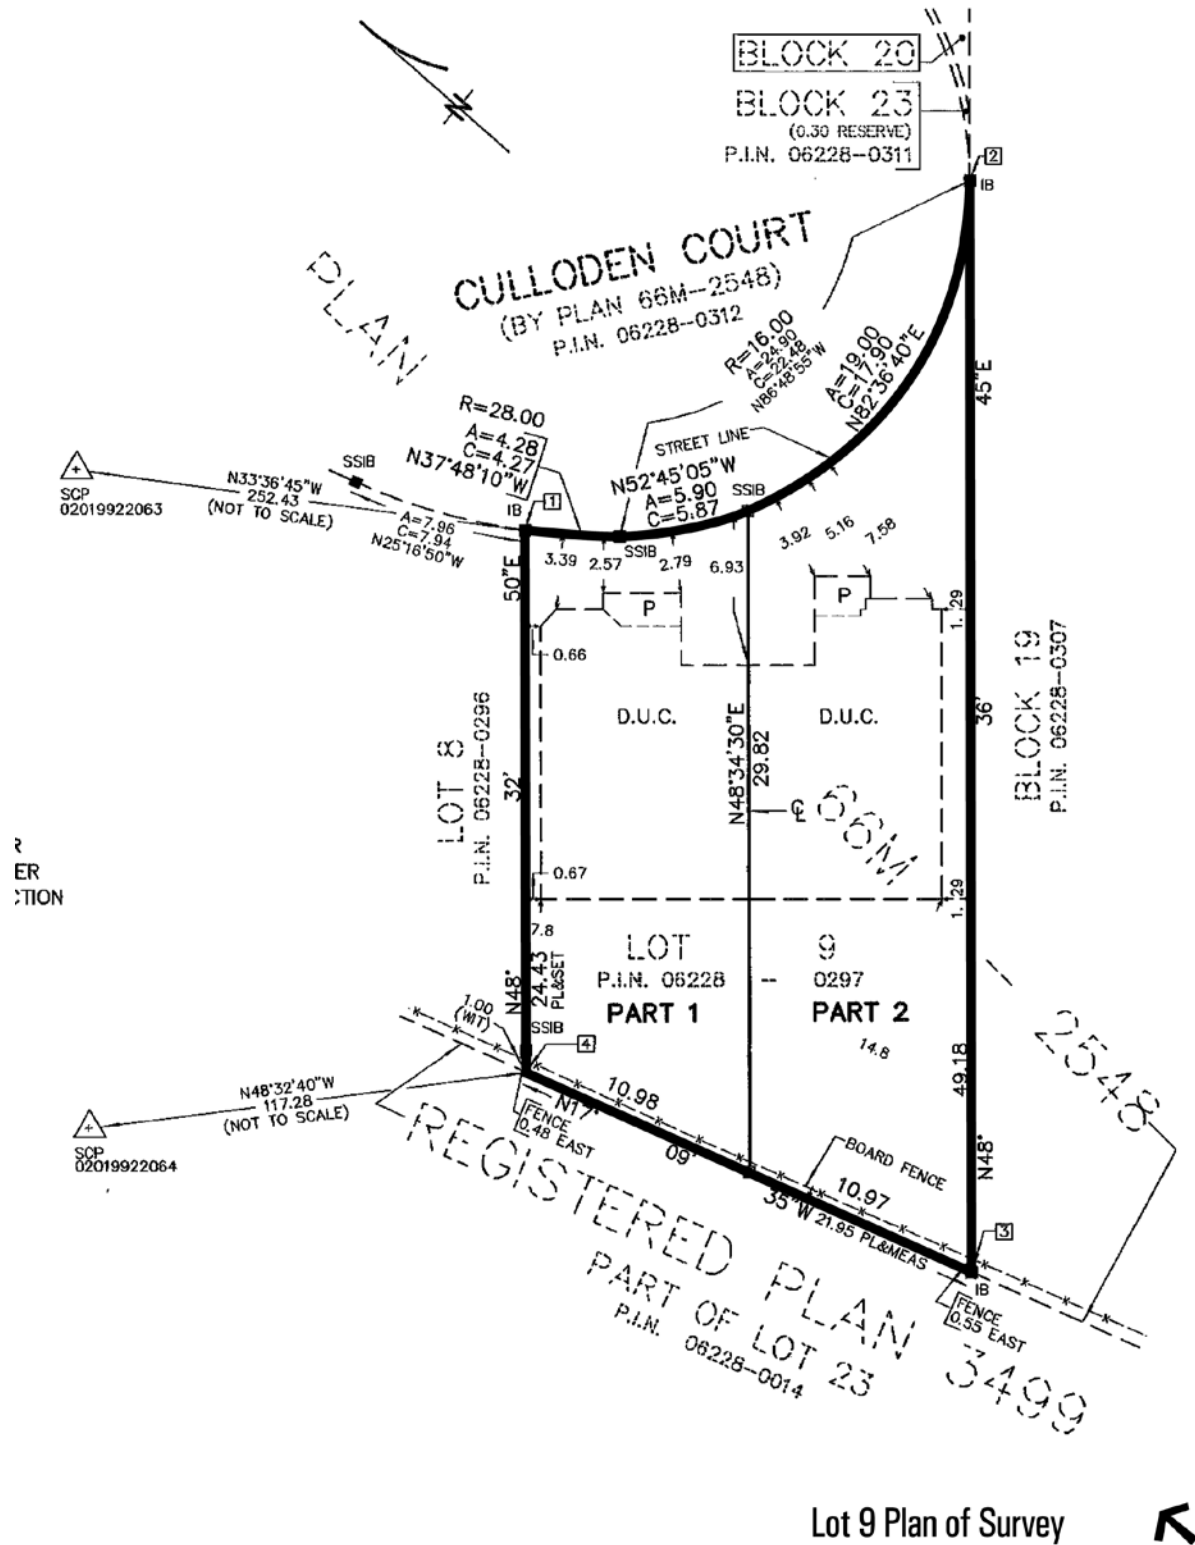 BLOCK 20
BLOCK 23
(0.30 RESERVE)
P.I.N. 06228-0311
2
IB
N
PLAN
CULLODEN COURT
(BY PLAN 66M-2548)
P.I.N. 06228-0312
R=16.00
A=24.90
C=22.48
N86°48'55"W
A=19.00
C=17.90
N82°36'40"E
45"E
R=28.00
A=4.28
C=4.27
N37°48'10"W
STREET LINE
N52°45'05"W
A=5.90
C=5.87
SSIB
SSIB
SCP
02019922063
N33°36'45"W
252.43
(NOT TO SCALE)
A=7.96
C=7.94
N25°16'50"W
IB
1
SSIB
3.39
2.57
2.79
6.93
3.92
5.16
7.58
50"E
P
P
1.29
0.66
D.U.C.
D.U.C.
LOT 8
P.I.N. 06228-0296
32'
N48°34'30"E
29.82
36'
BLOCK 19
P.I.N. 06228-0307
℄
66M
R
ER
CTION
0.67
1.29
7.8
LOT 9
P.I.N. 06228 -- 0297
PART 1
PART 2
N48°
24.43
PL&SET
14.8
1.00
(WIT)
SSIB
4
2548
49.18
N48°
N48°32'40"W
117.28
(NOT TO SCALE)
SCP
02019922064
N17°
10.98
FENCE
0.48 EAST
09'
BOARD FENCE
35"W
10.97
21.95 PL&MEAS
3
IB
FENCE
0.55 EAST
REGISTERED PLAN 3499
PART OF LOT 23
P.I.N. 06228-0014
Lot 9 Plan of Survey